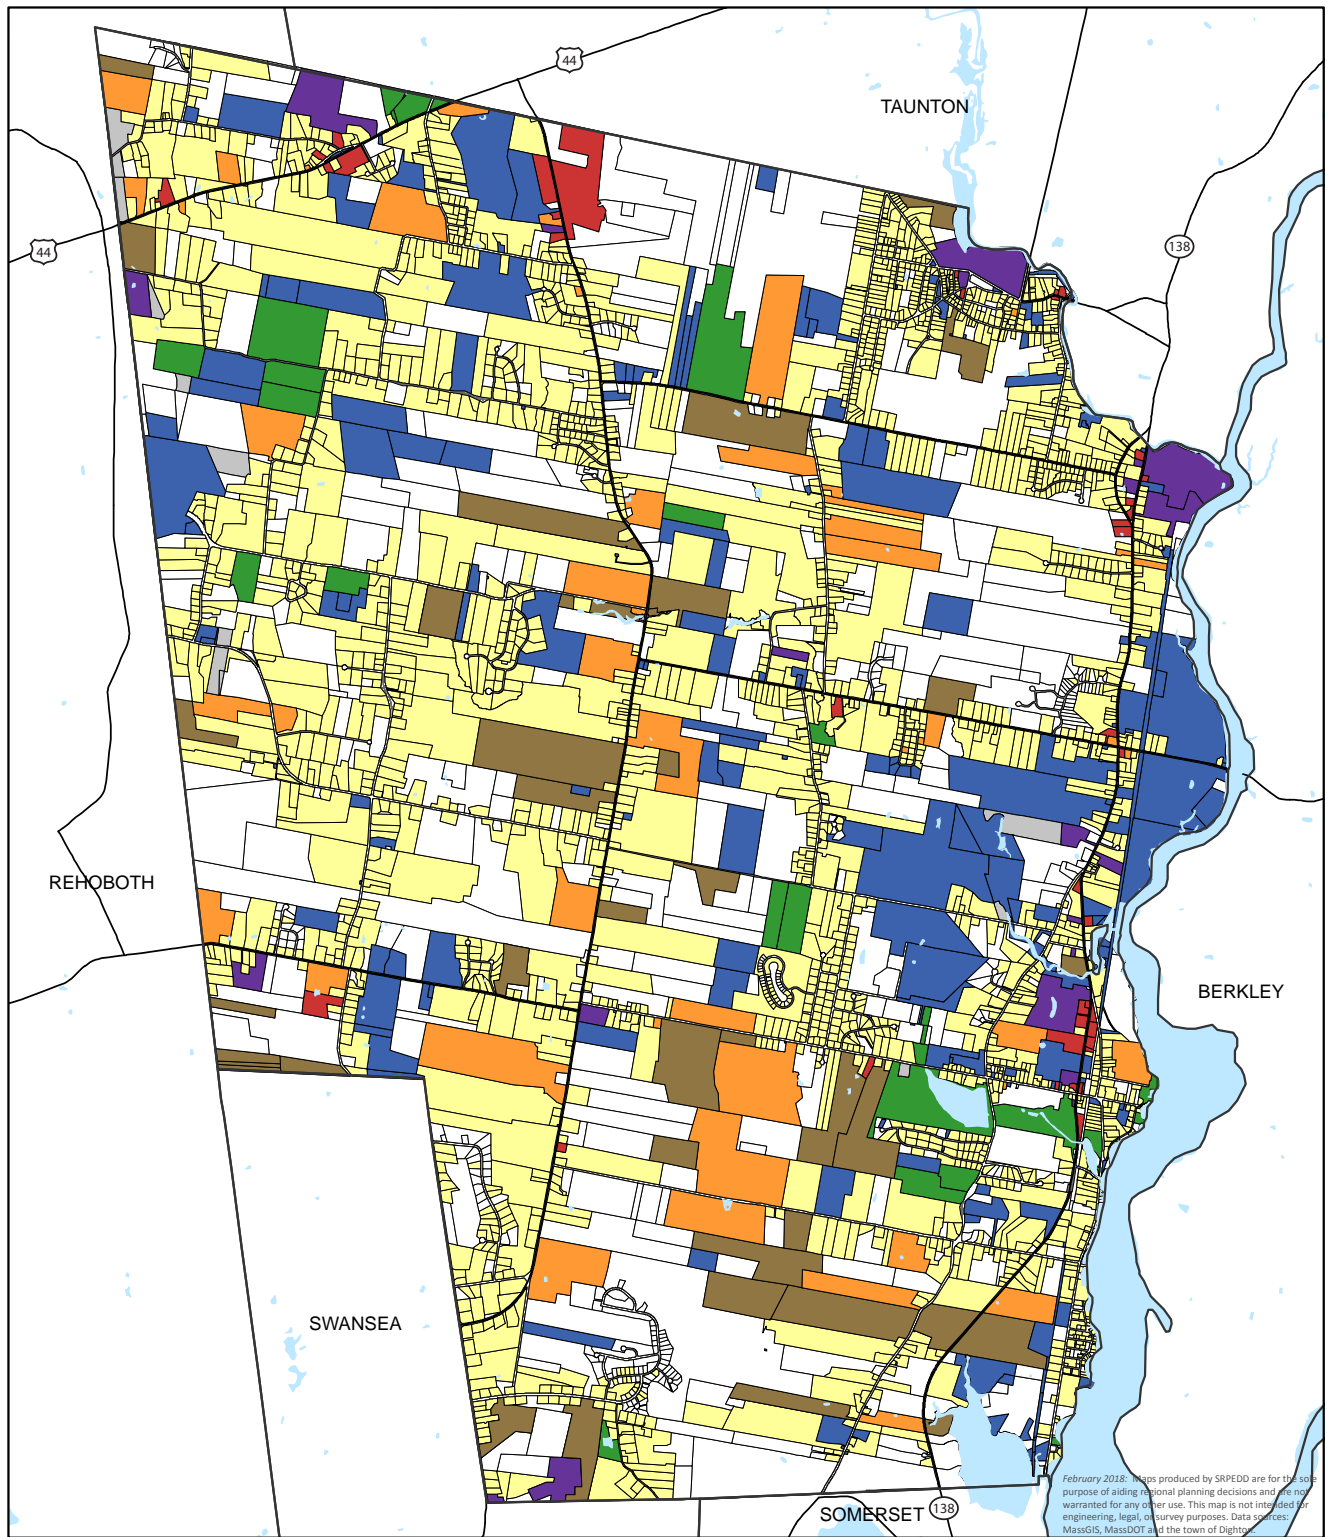 44
TAUNTON
138
44
REHOBOTH
BERKLEY
SWANSEA
SOMERSET 138
February 2018: Maps produced by SRPEDD are for the sole
purpose of aiding regional planning decisions and are not
warranted for any other use. This map is not intended for
engineering, legal, or survey purposes. Data sources:
MassGIS, MassDOT and the town of Dighton.